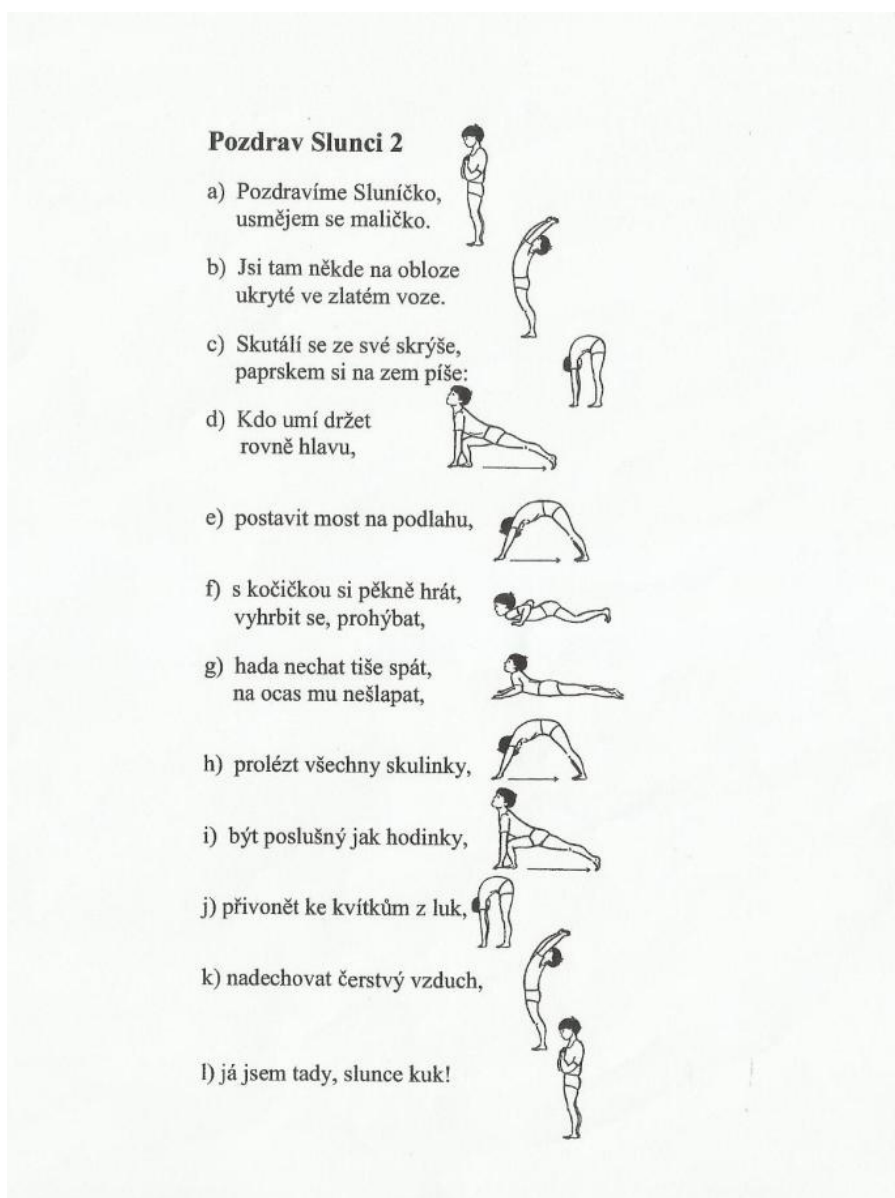 Pozdrav Slunci 2
a) Pozdravíme Sluníčko,
usmějem se maličko.
b) Jsi tam někde na obloze
ukryté ve zlatém voze.
c) Skutálí se ze své skrýše,
paprskem si na zem píše:
d) Kdo umí držet
rovně hlavu,
e) postavit most na podlahu,
f) s kočičkou si pěkně hrát,
vyhrbit se, prohýbat,
g) hada nechat tiše spát,
na ocas mu nešlapat,
h) prolézt všechny skulinky,
i) být poslušný jak hodinky,
j) přivonět ke kvítkům z luk,
k) nadechovat čerstvý vzduch,
l) já jsem tady, slunce kuk!